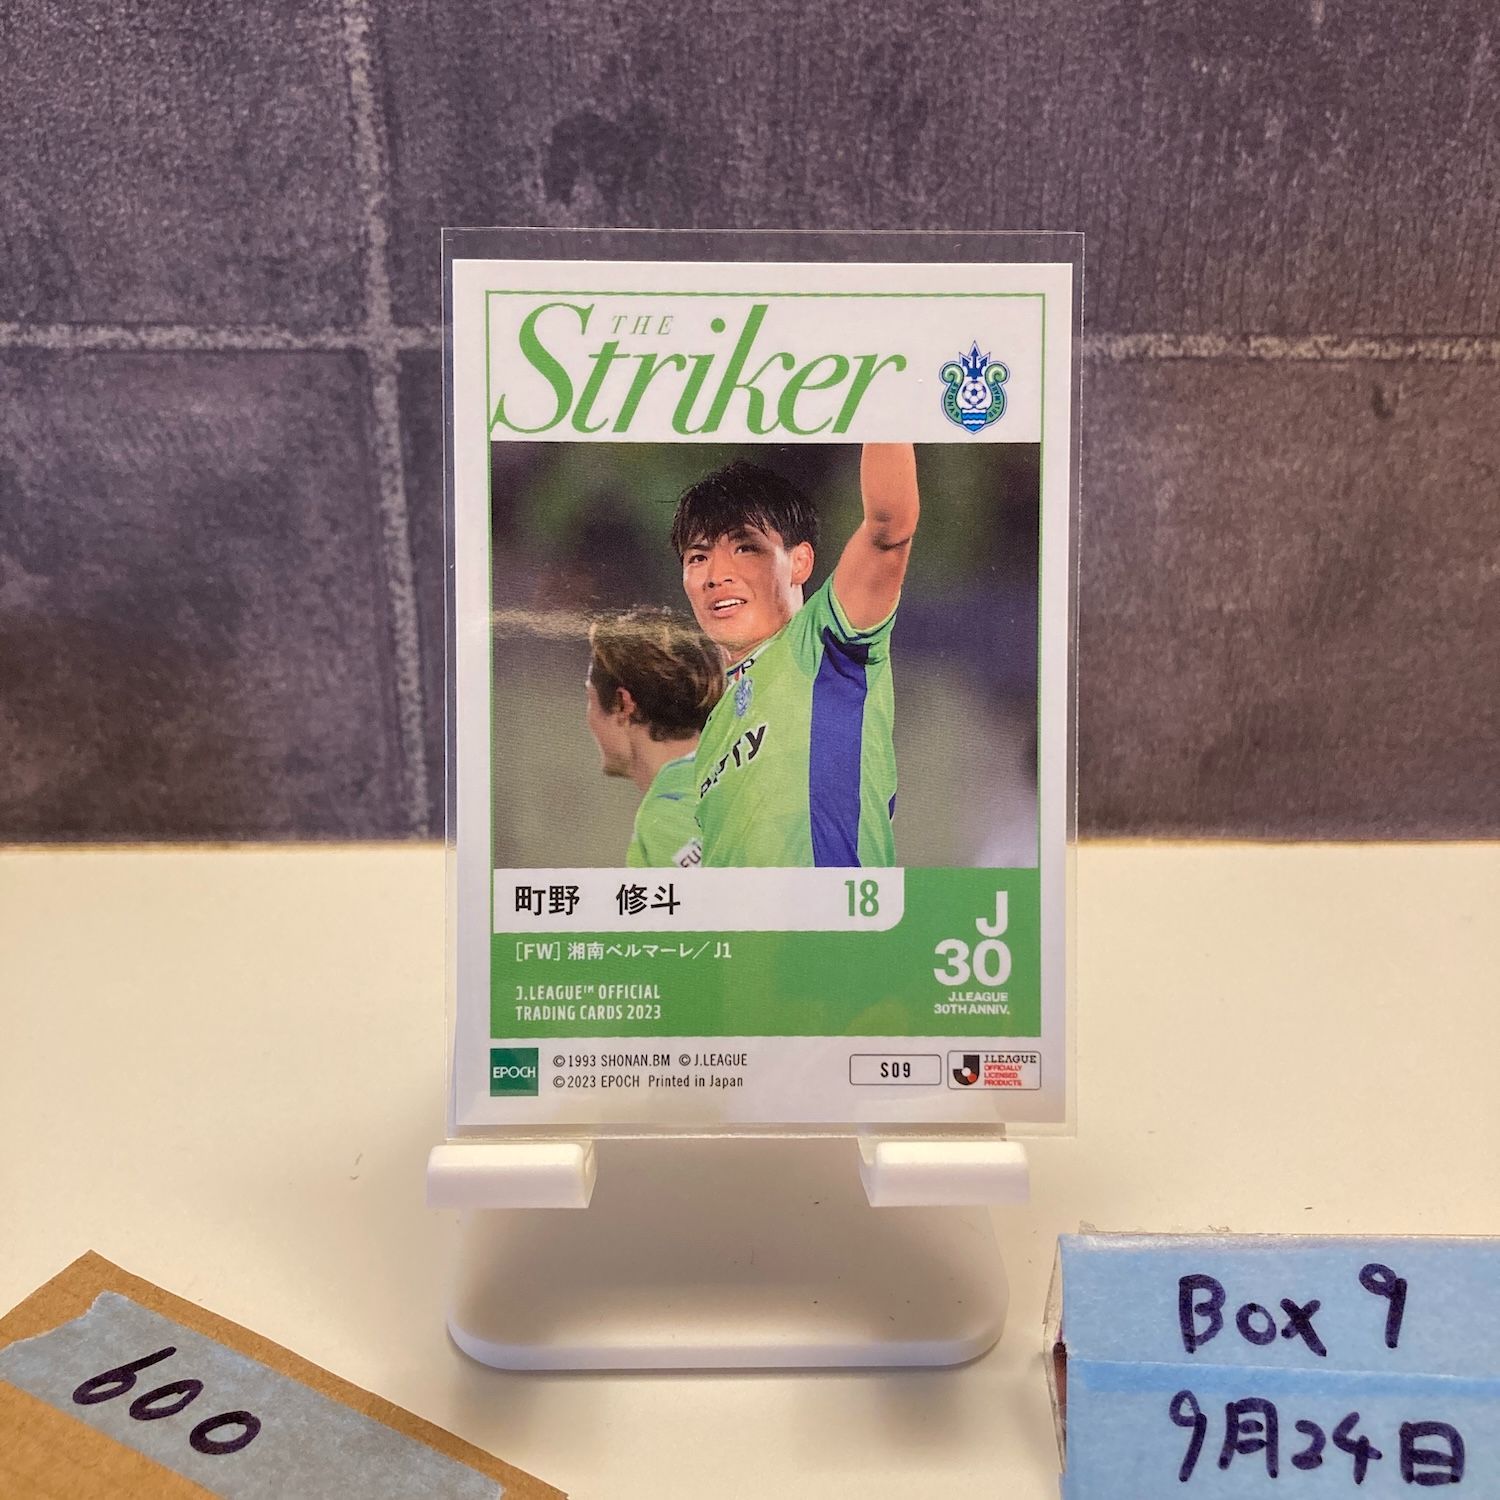 THE
Striker
町野 修斗 18
[FW] 湘南ベルマーレ／J1
J.LEAGUE™ OFFICIAL
TRADING CARDS 2023
J
30
J.LEAGUE
30TH ANNIV.
EPOCH
©1993 SHONAN.BM ©J.LEAGUE
©2023 EPOCH Printed in Japan
S09
J.LEAGUE
OFFICIALLY
LICENSED
PRODUCTS
600
Box 9
9月24日